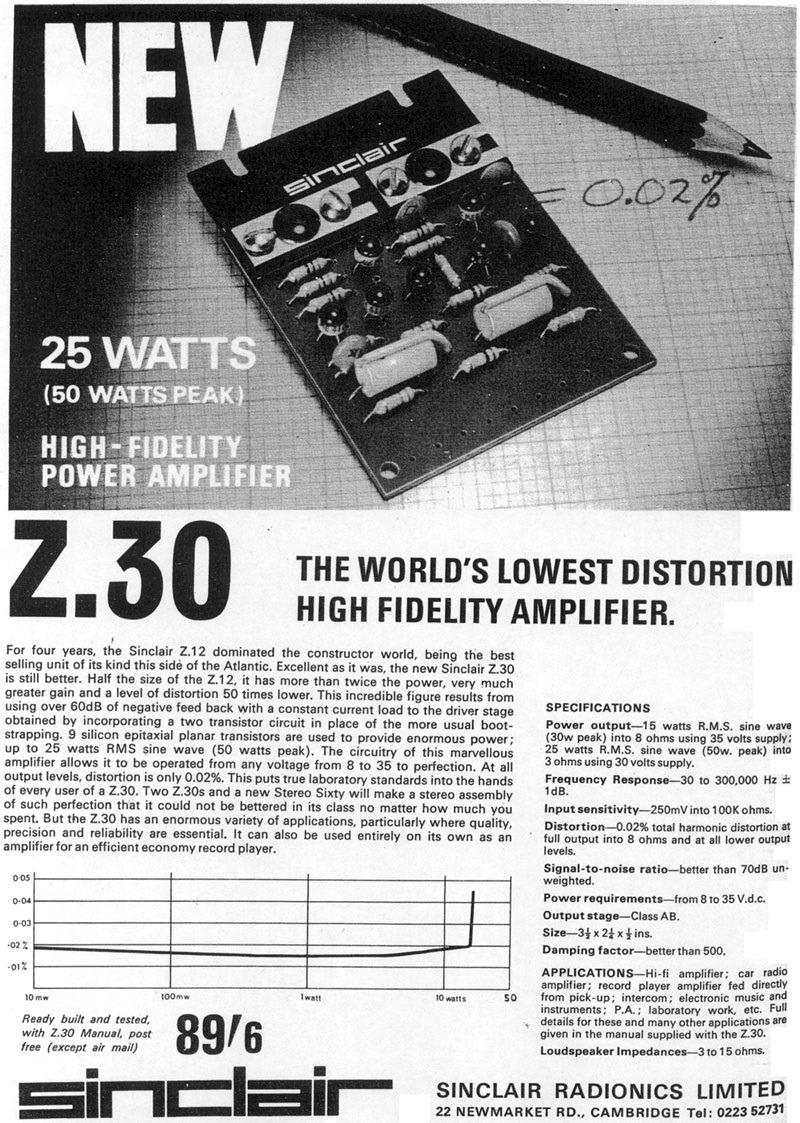 NEW
sinclair
= 0.02%
25 WATTS
(50 WATTS PEAK)
HIGH-FIDELITY
POWER AMPLIFIER
Z.30
THE WORLD'S LOWEST DISTORTION
HIGH FIDELITY AMPLIFIER.
For four years, the Sinclair Z.12 dominated the constructor world, being the best
selling unit of its kind this side of the Atlantic. Excellent as it was, the new Sinclair Z.30
is still better. Half the size of the Z.12, it has more than twice the power, very much
greater gain and a level of distortion 50 times lower. This incredible figure results from
using over 60dB of negative feed back with a constant current load to the driver stage
obtained by incorporating a two transistor circuit in place of the more usual boot-
strapping. 9 silicon epitaxial planar transistors are used to provide enormous power;
up to 25 watts RMS sine wave (50 watts peak). The circuitry of this marvellous
amplifier allows it to be operated from any voltage from 8 to 35 to perfection. At all
output levels, distortion is only 0.02%. This puts true laboratory standards into the hands
of every user of a Z.30. Two Z.30s and a new Stereo Sixty will make a stereo assembly
of such perfection that it could not be bettered in its class no matter how much you
spent. But the Z.30 has an enormous variety of applications, particularly where quality,
precision and reliability are essential. It can also be used entirely on its own as an
amplifier for an efficient economy record player.
0·05
0·04
0·03
·02%
·01%
10mw 100mw 1watt 10watts 50
Ready built and tested,
with Z.30 Manual, post
free (except air mail)
89/6
SPECIFICATIONS
Power output—15 watts R.M.S. sine wave
(30w peak) into 8 ohms using 35 volts supply;
25 watts R.M.S. sine wave (50w. peak) into
3 ohms using 30 volts supply.
Frequency Response—30 to 300,000 Hz ±
1dB.
Input sensitivity—250mV into 100K ohms.
Distortion—0.02% total harmonic distortion at
full output into 8 ohms and at all lower output
levels.
Signal-to-noise ratio—better than 70dB un-
weighted.
Power requirements—from 8 to 35 V.d.c.
Output stage—Class AB.
Size—3½ x 2¼ x ½ ins.
Damping factor—better than 500.
APPLICATIONS—Hi-fi amplifier; car radio
amplifier; record player amplifier fed directly
from pick-up; intercom; electronic music and
instruments; P.A.; laboratory work, etc. Full
details for these and many other applications are
given in the manual supplied with the Z.30.
Loudspeaker Impedances—3 to 15 ohms.
sinclair
SINCLAIR RADIONICS LIMITED
22 NEWMARKET RD., CAMBRIDGE Tel: 0223 52731